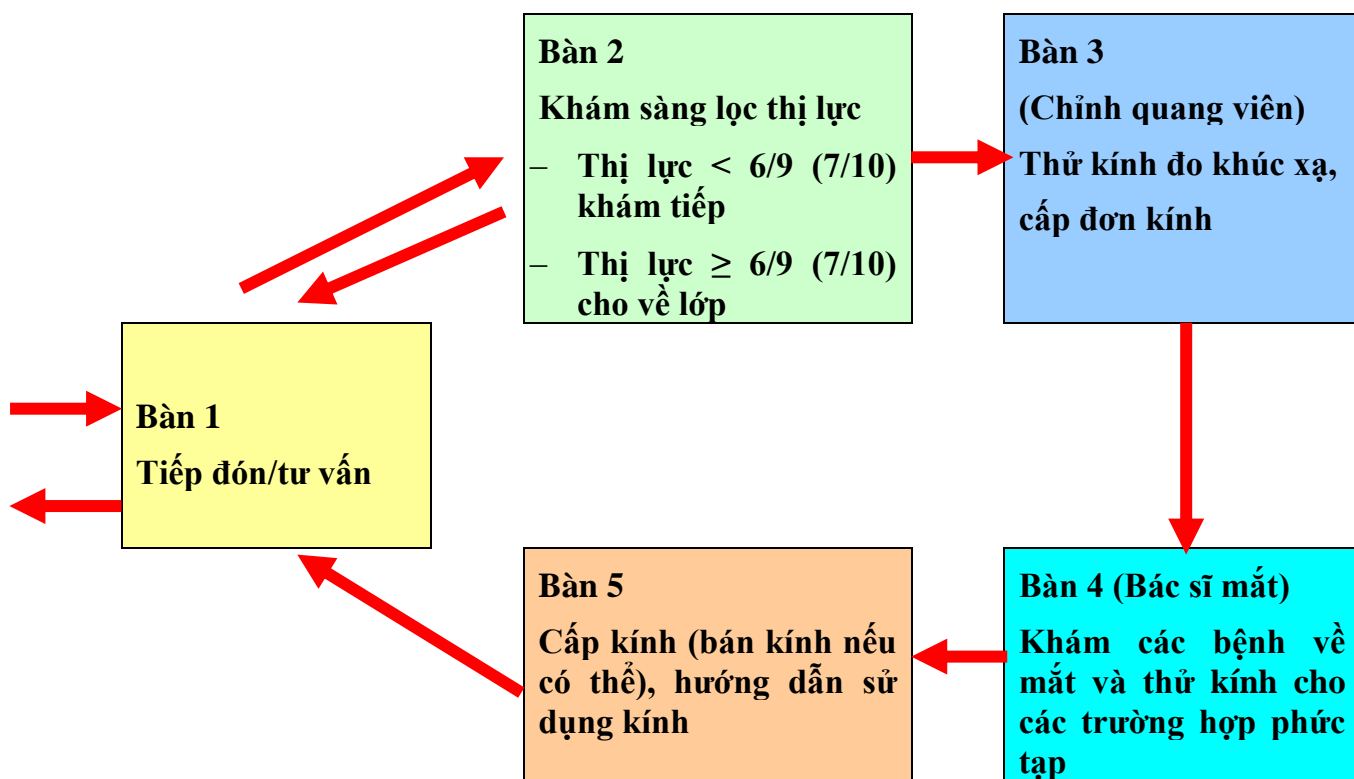 Bàn 2
Khám sàng lọc thị lực
– Thị lực < 6/9 (7/10)
khám tiếp
– Thị lực ≥ 6/9 (7/10)
cho về lớp
Bàn 3
(Chỉnh quang viên)
Thử kính đo khúc xạ,
cấp đơn kính
Bàn 1
Tiếp đón/tư vấn
Bàn 5
Cấp kính (bán kính nếu
có thể), hướng dẫn sử
dụng kính
Bàn 4 (Bác sĩ mắt)
Khám các bệnh về
mắt và thử kính cho
các trường hợp phức
tạp